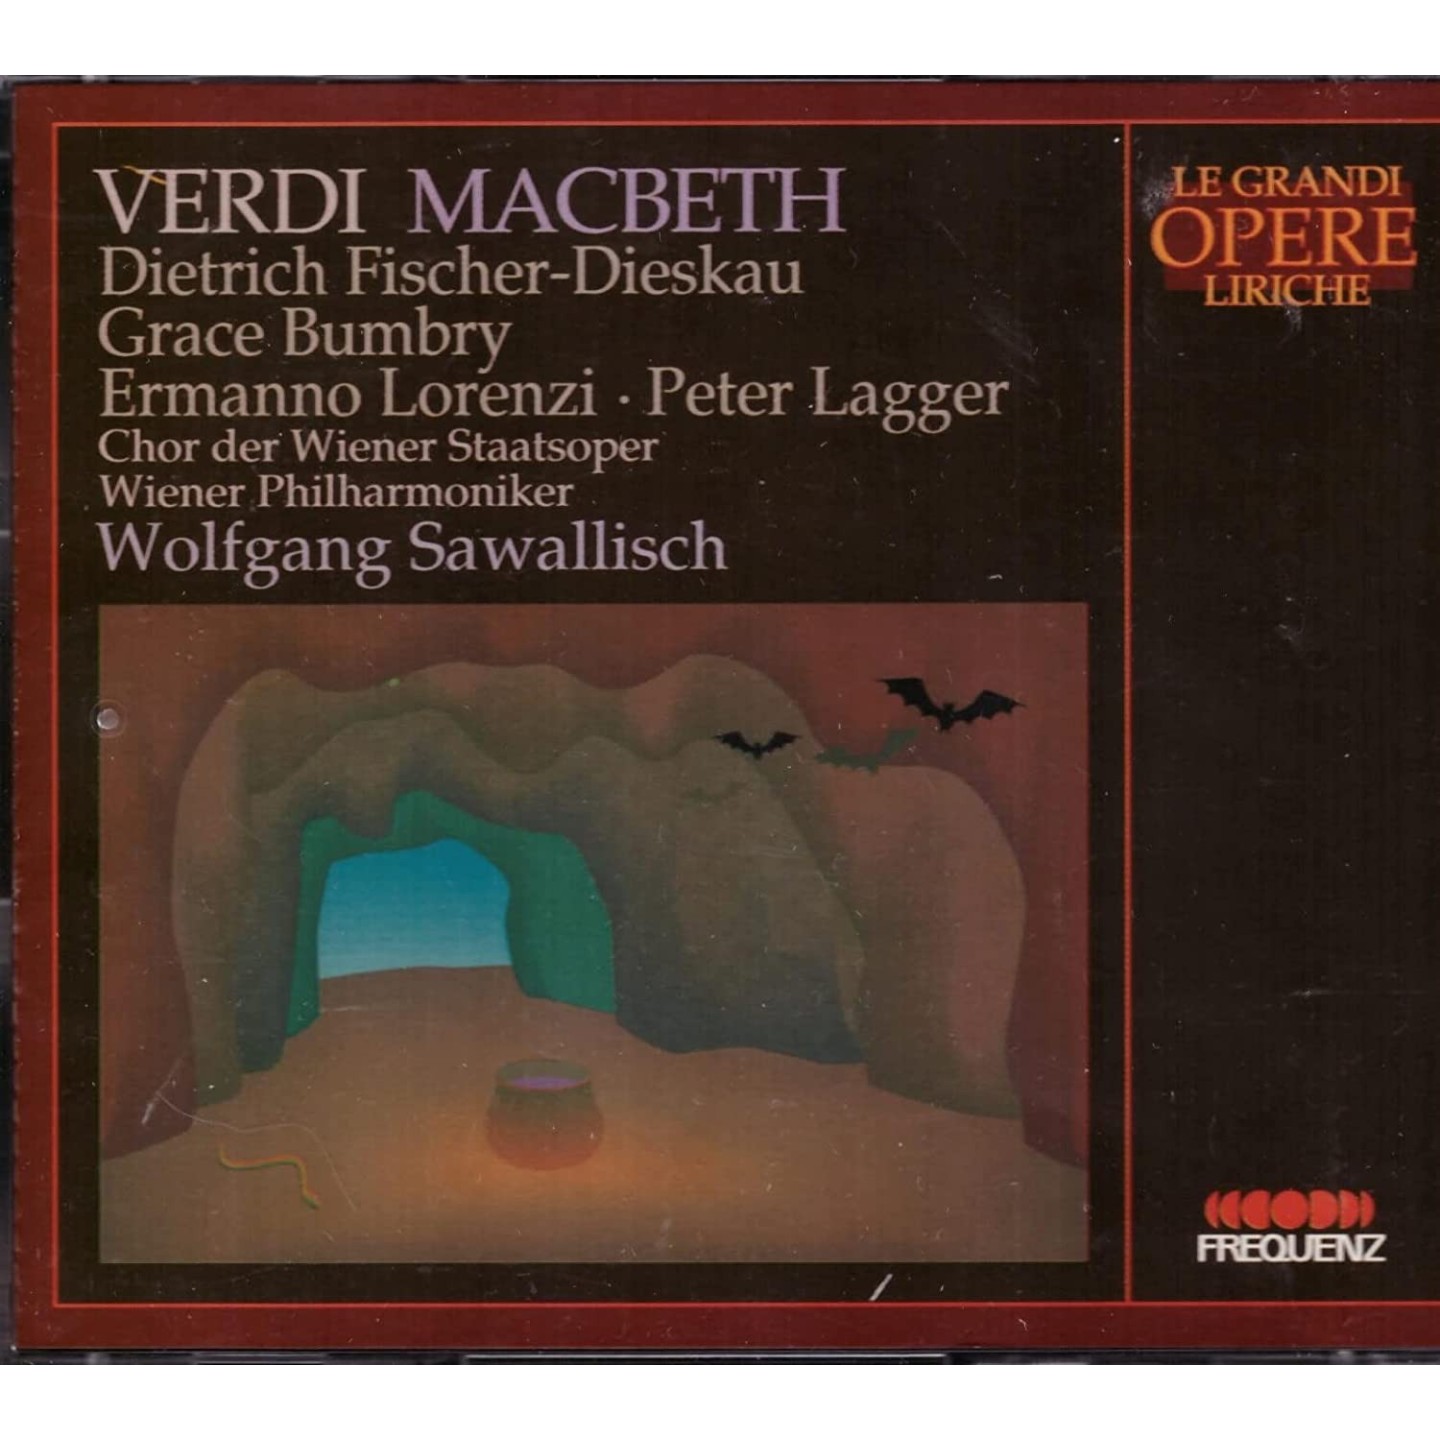 VERDI MACBETH
Dietrich Fischer-Dieskau
Grace Bumbry
Ermanno Lorenzi · Peter Lagger
Chor der Wiener Staatsoper
Wiener Philharmoniker
Wolfgang Sawallisch
LE GRANDI
OPERE
LIRICHE
FREQUENZ